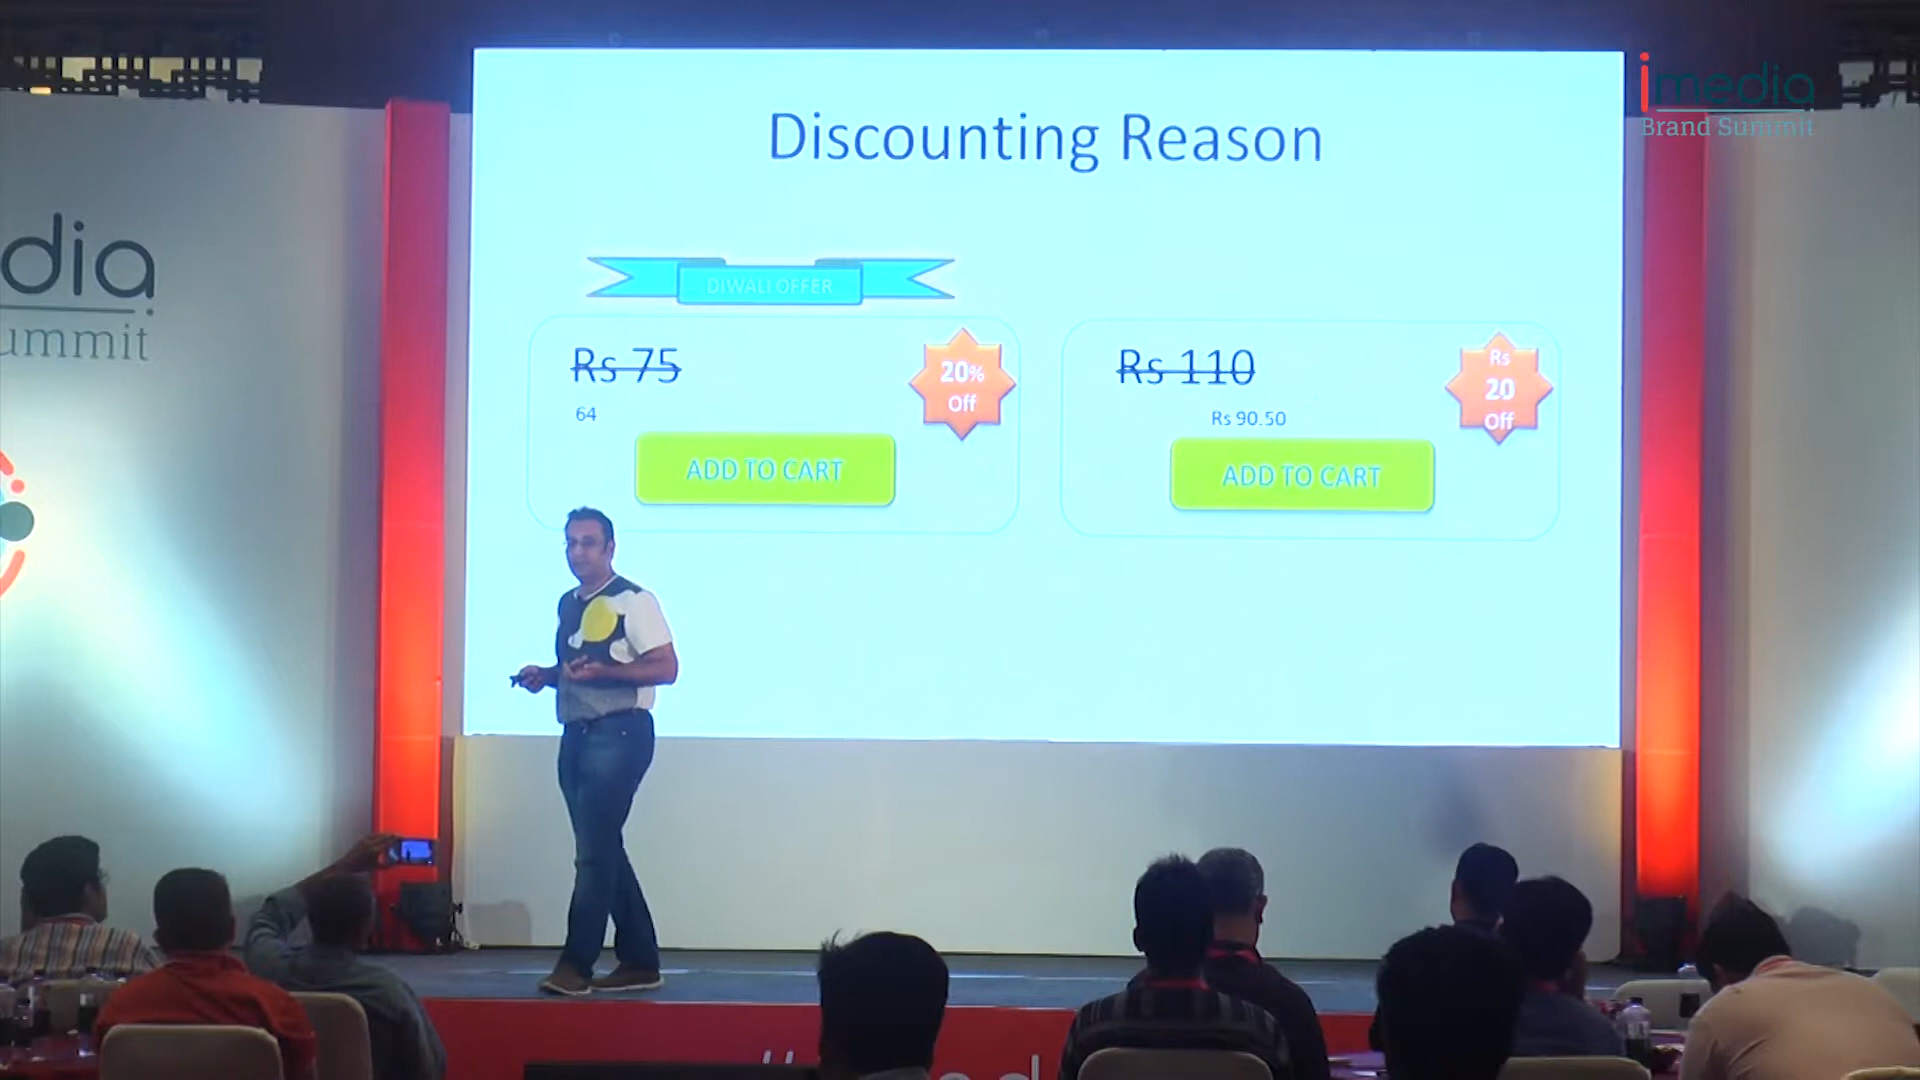 Discounting Reason
imedia
Brand Summit
dia
ummit
DIWALI OFFER
Rs 75
20%
Off
64
ADD TO CART
Rs 110
Rs
20
Off
Rs 90.50
ADD TO CART